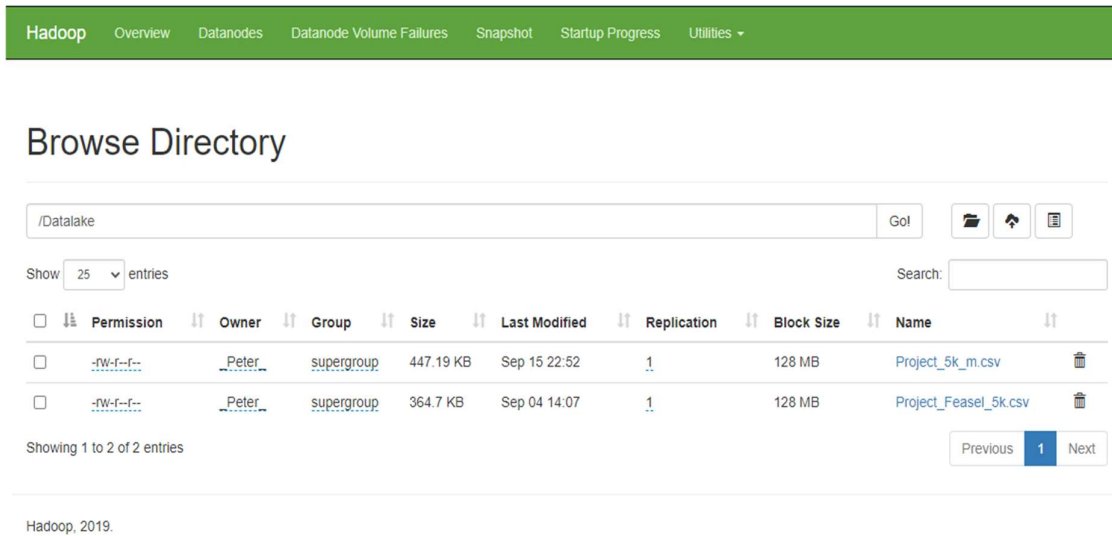 Hadoop Overview Datanodes Datanode Volume Failures Snapshot Startup Progress Utilities
Browse Directory
/Datalake Go!
Show 25 entries Search:
Permission Owner Group Size Last Modified Replication Block Size Name
-rw-r--r-- _Peter_ supergroup 447.19 KB Sep 15 22:52 1 128 MB Project_5k_m.csv
-rw-r--r-- _Peter_ supergroup 364.7 KB Sep 04 14:07 1 128 MB Project_Feasel_5k.csv
Showing 1 to 2 of 2 entries Previous 1 Next
Hadoop, 2019.